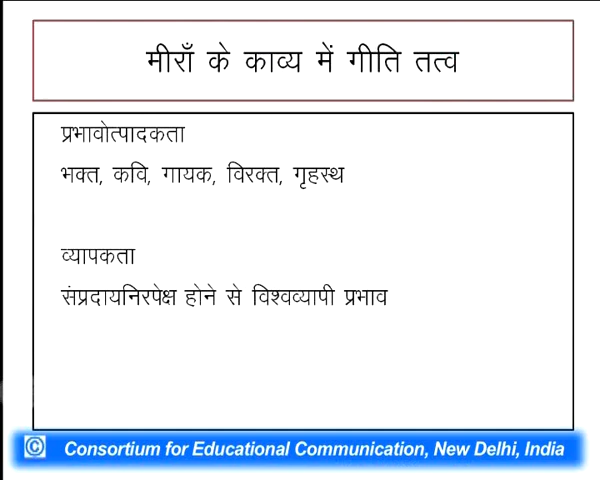 मीराँ के काव्य में गीति तत्व
प्रभावोत्पादकता
भक्त, कवि, गायक, विरक्त, गृहस्थ
व्यापकता
संप्रदायनिरपेक्ष होने से विश्वव्यापी प्रभाव
© Consortium for Educational Communication, New Delhi, India